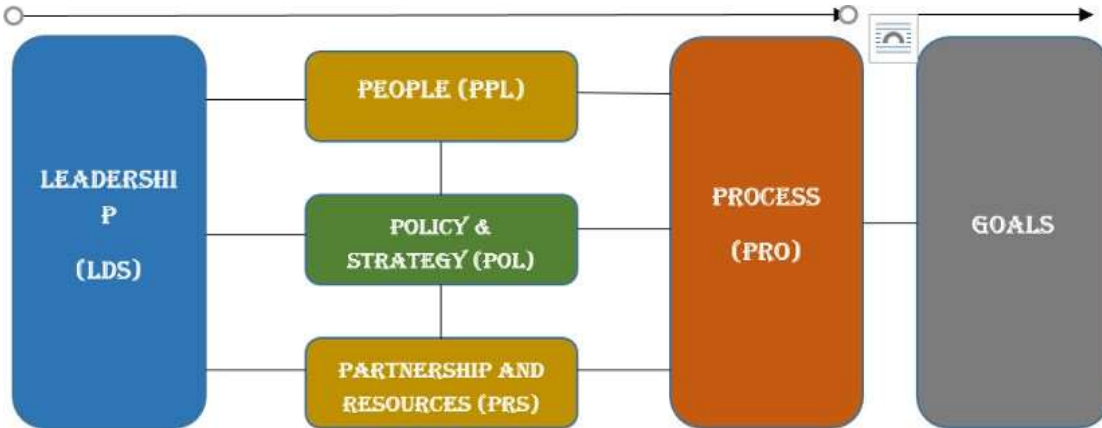 LEADERSHI
P
(LDS)
PEOPLE (PPL)
POLICY &
STRATEGY (POL)
PARTNERSHIP AND
RESOURCES (PRS)
PROCESS
(PRO)
GOALS